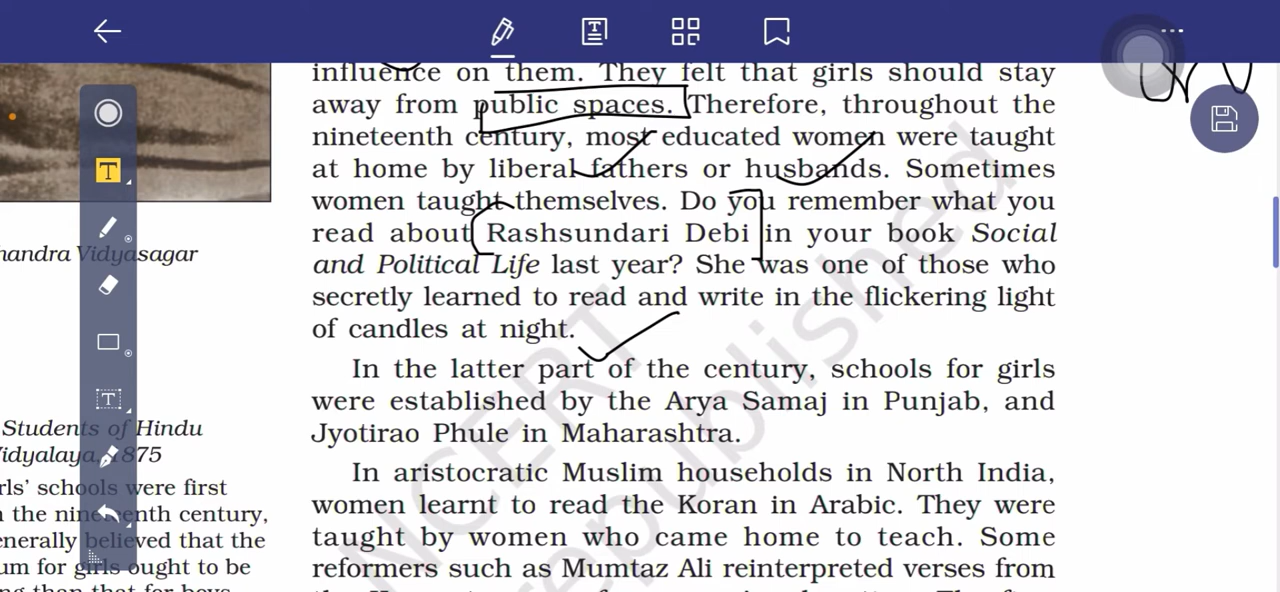 influence on them. They felt that girls should stay
away from public spaces. Therefore, throughout the
nineteenth century, most educated women were taught
at home by liberal fathers or husbands. Sometimes
women taught themselves. Do you remember what you
read about Rashsundari Debi in your book Social
and Political Life last year? She was one of those who
secretly learned to read and write in the flickering light
of candles at night.
In the latter part of the century, schools for girls
were established by the Arya Samaj in Punjab, and
Jyotirao Phule in Maharashtra.
In aristocratic Muslim households in North India,
women learnt to read the Koran in Arabic. They were
taught by women who came home to teach. Some
reformers such as Mumtaz Ali reinterpreted verses from
handra Vidyasagar
Students of Hindu
idyalaya, 1875
rls' schools were first
n the nineteenth century,
enerally believed that the
um for girls ought to be
ng than that for boys
T
T
NCERT
republished